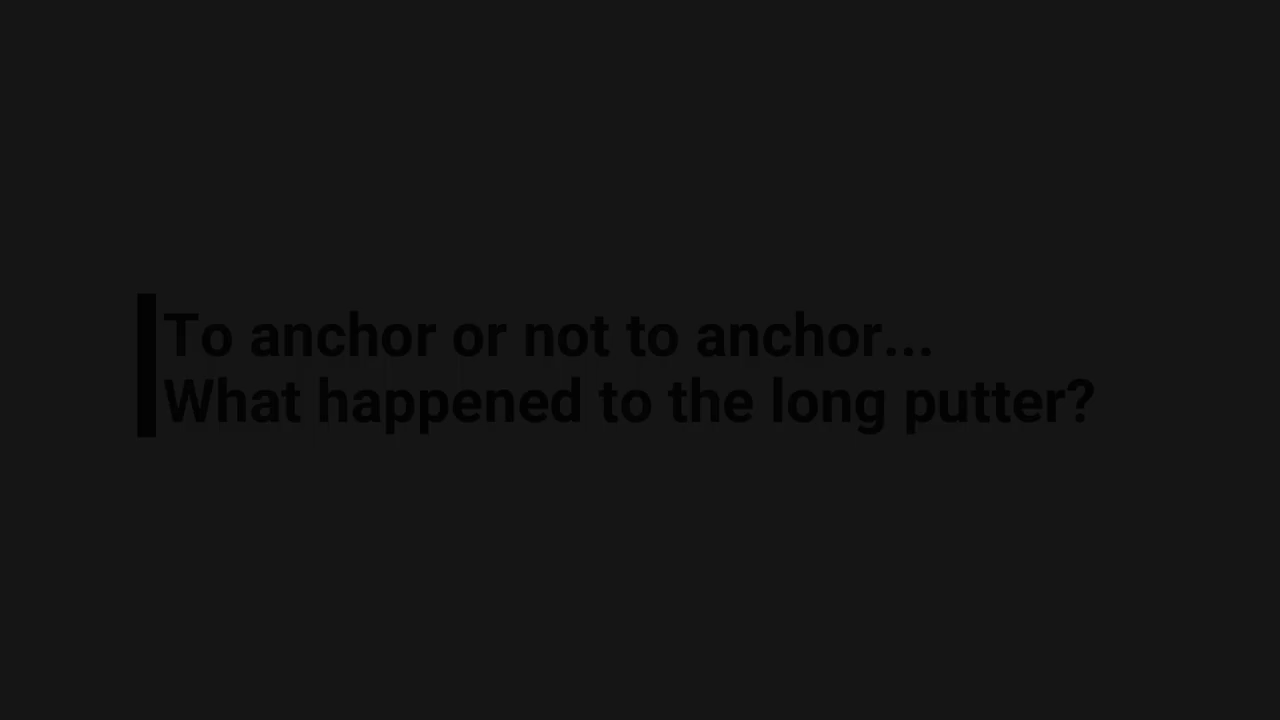 To anchor or not to anchor...
What happened to the long putter?